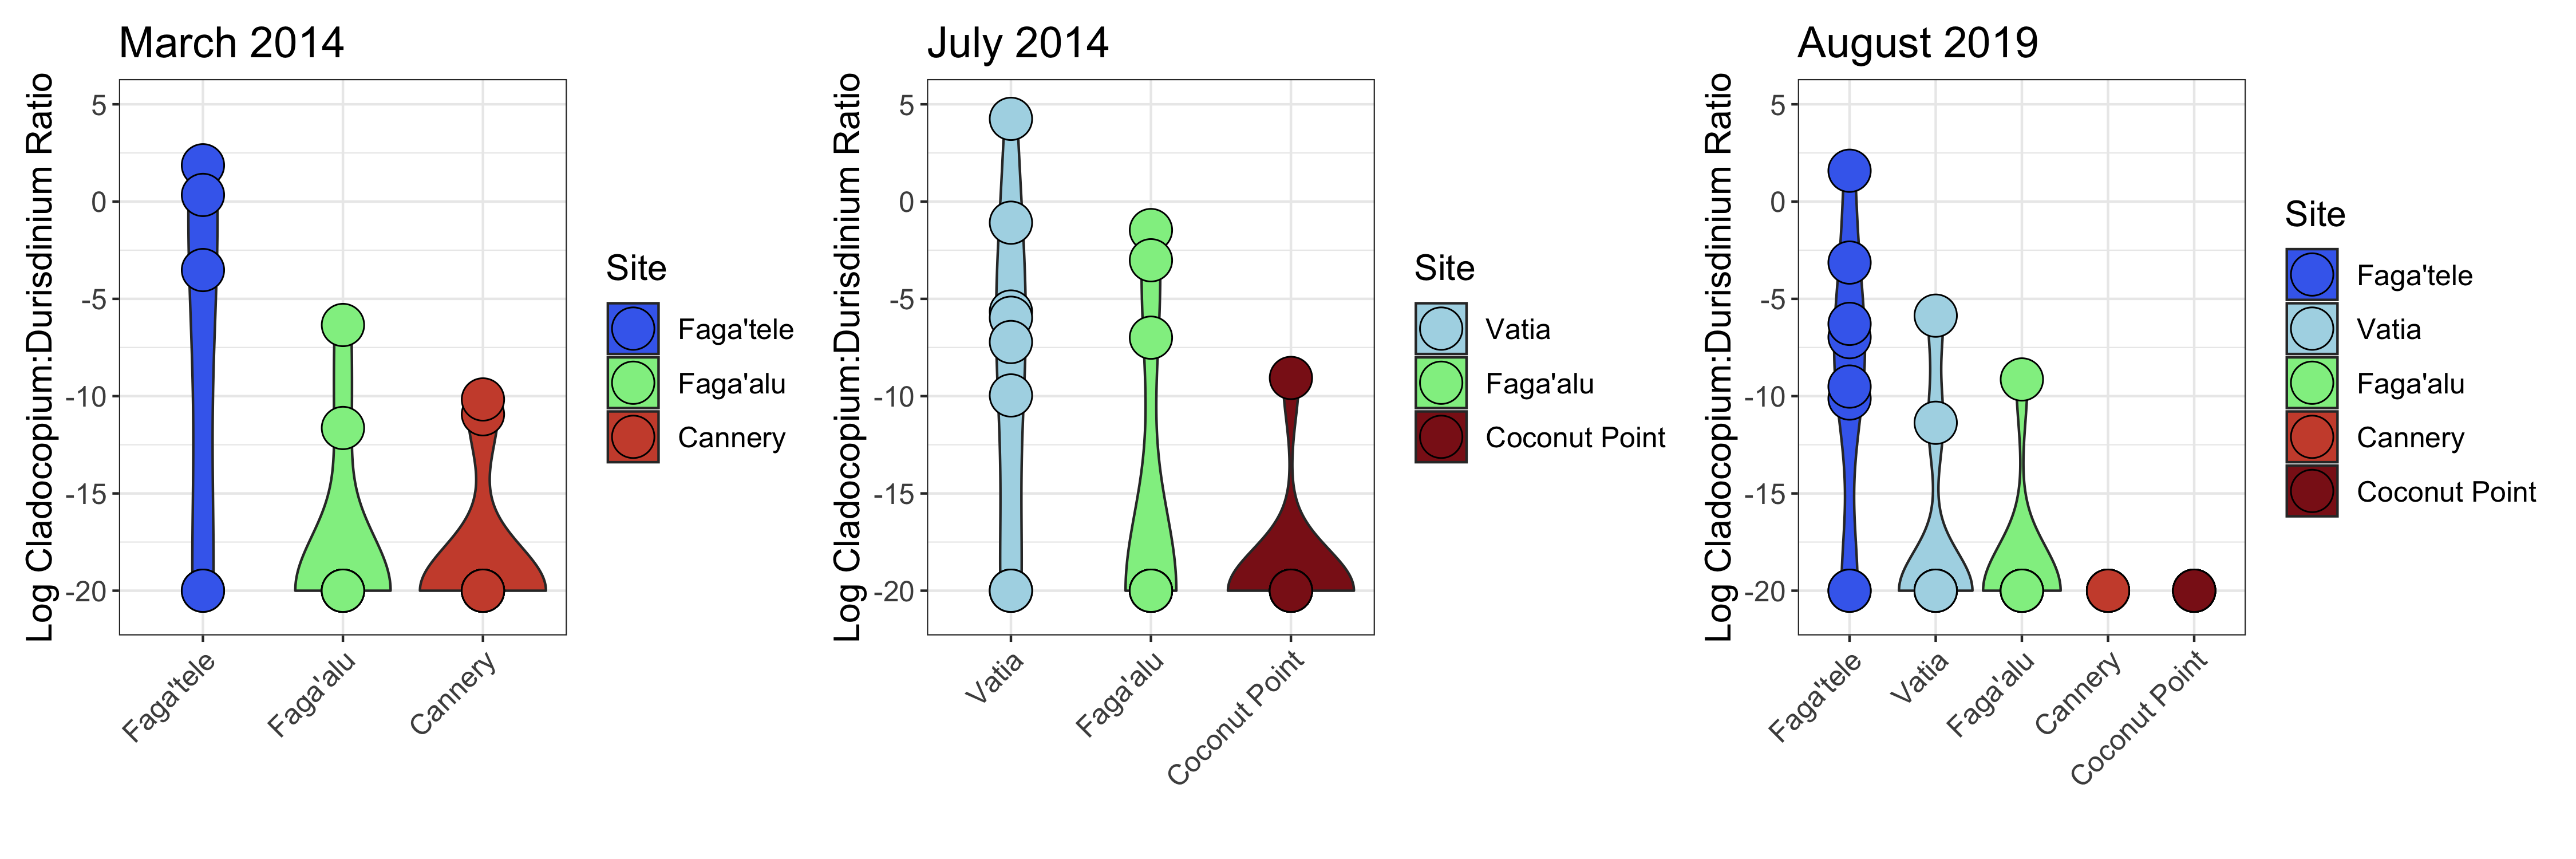 March 2014
Log Cladocopium:Durisdinium Ratio
5
0
-5
-10
-15
-20
Faga'tele
Faga'alu
Cannery
Site
Faga'tele
Faga'alu
Cannery
July 2014
Log Cladocopium:Durisdinium Ratio
5
0
-5
-10
-15
-20
Vatia
Faga'alu
Coconut Point
Site
Vatia
Faga'alu
Coconut Point
August 2019
Log Cladocopium:Durisdinium Ratio
5
0
-5
-10
-15
-20
Faga'tele
Vatia
Faga'alu
Cannery
Coconut Point
Site
Faga'tele
Vatia
Faga'alu
Cannery
Coconut Point